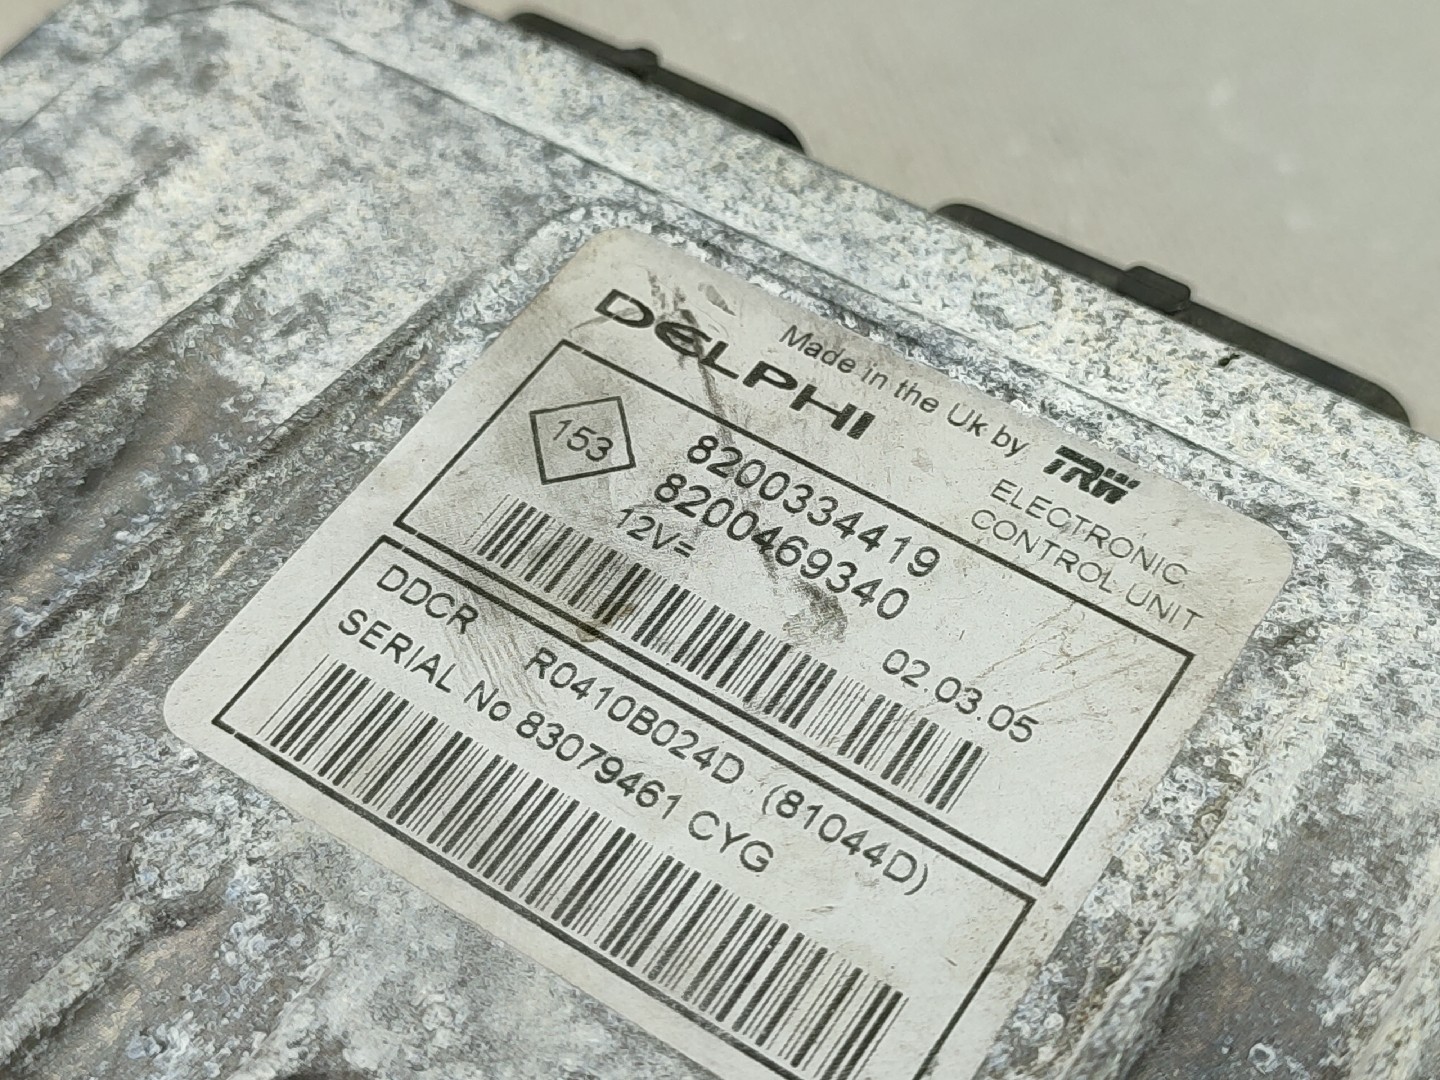 Made in the Uk by TRW
DELPHI
ELECTRONIC
CONTROL UNIT
153
8200334419
8200469340
12V=
02.03.05
DDCR R0410B024D (81044D)
SERIAL No 83079461 CYG